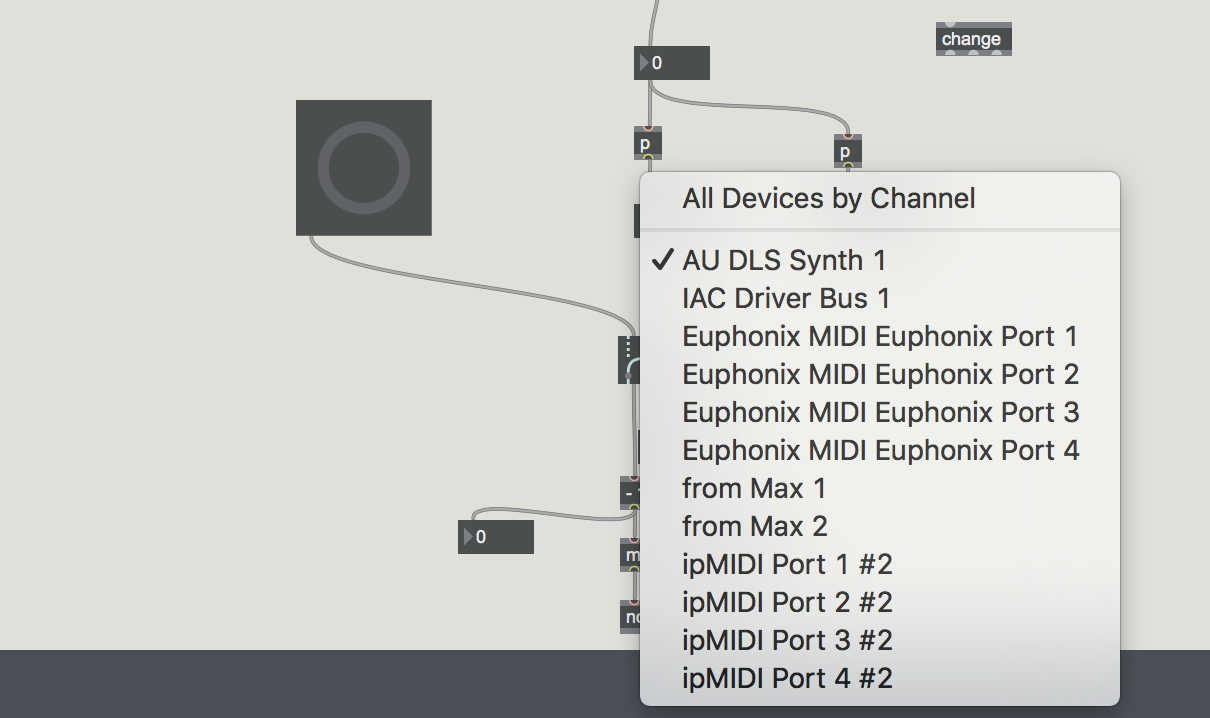 0
change
p
p
All Devices by Channel
AU DLS Synth 1
IAC Driver Bus 1
Euphonix MIDI Euphonix Port 1
Euphonix MIDI Euphonix Port 2
Euphonix MIDI Euphonix Port 3
Euphonix MIDI Euphonix Port 4
from Max 1
from Max 2
ipMIDI Port 1 #2
ipMIDI Port 2 #2
ipMIDI Port 3 #2
ipMIDI Port 4 #2
-
0